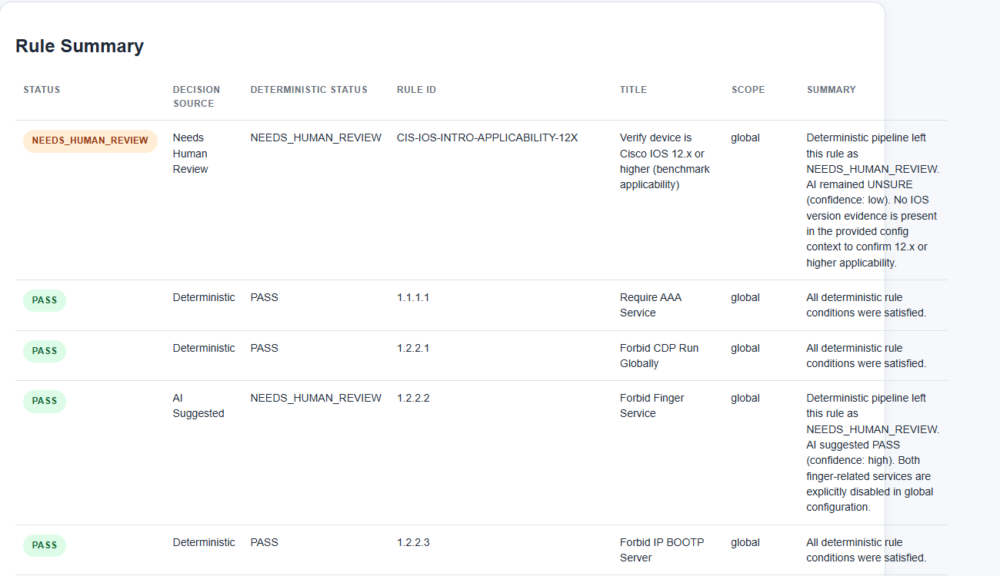 Rule Summary
STATUS
DECISION
SOURCE
DETERMINISTIC STATUS
RULE ID
TITLE
SCOPE
SUMMARY
NEEDS_HUMAN_REVIEW
Needs
Human
Review
NEEDS_HUMAN_REVIEW
CIS-IOS-INTRO-APPLICABILITY-12X
Verify device is
Cisco IOS 12.x or
higher (benchmark
applicability)
global
Deterministic pipeline left
this rule as
NEEDS_HUMAN_REVIEW.
AI remained UNSURE
(confidence: low). No IOS
version evidence is present
in the provided config
context to confirm 12.x or
higher applicability.
PASS
Deterministic
PASS
1.1.1.1
Require AAA
Service
global
All deterministic rule
conditions were satisfied.
PASS
Deterministic
PASS
1.2.2.1
Forbid CDP Run
Globally
global
All deterministic rule
conditions were satisfied.
PASS
AI
Suggested
NEEDS_HUMAN_REVIEW
1.2.2.2
Forbid Finger
Service
global
Deterministic pipeline left
this rule as
NEEDS_HUMAN_REVIEW.
AI suggested PASS
(confidence: high). Both
finger-related services are
explicitly disabled in global
configuration.
PASS
Deterministic
PASS
1.2.2.3
Forbid IP BOOTP
Server
global
All deterministic rule
conditions were satisfied.